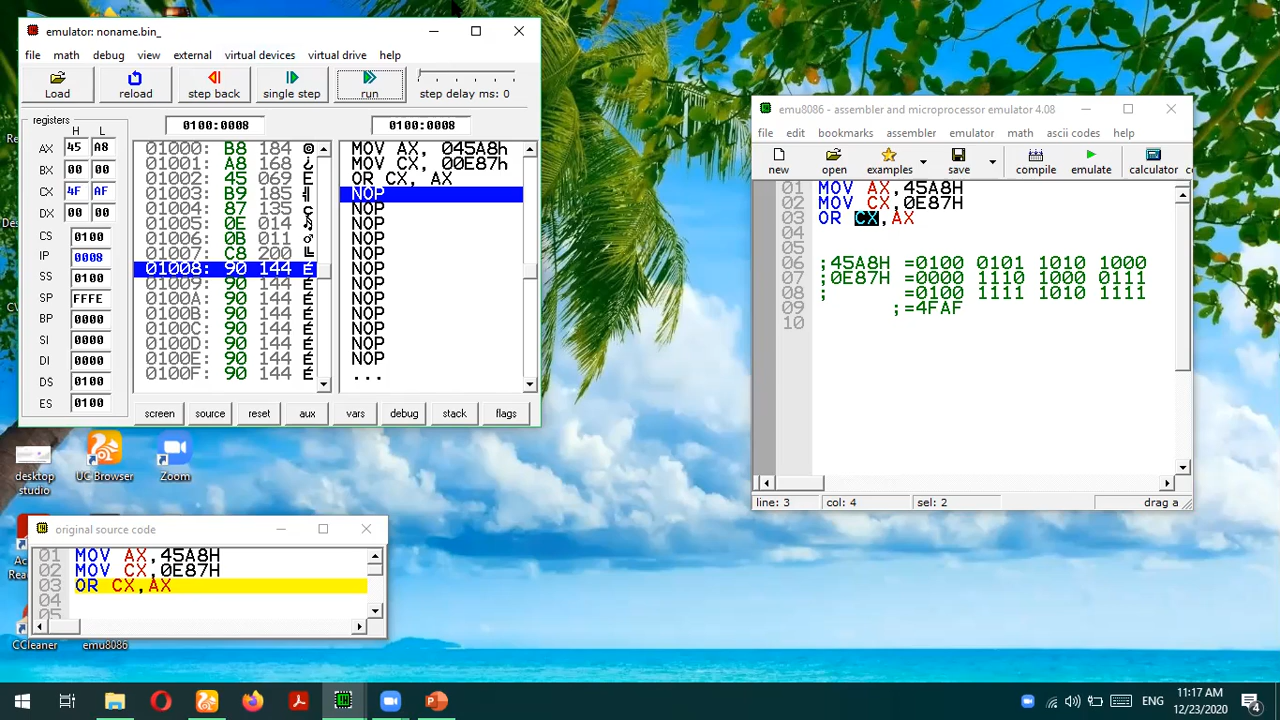 emulator: noname.bin_
file math debug view external virtual devices virtual drive help
Load reload step back single step run step delay ms: 0
registers
H L
0100:0008 0100:0008
AX 45 A8
BX 00 00
CX 4F AF
DX 00 00
CS 0100
IP 0008
SS 0100
SP FFFE
BP 0000
SI 0000
DI 0000
DS 0100
ES 0100
01000: B8 184
01001: A8 168 ¿
01002: 45 069 E
01003: B9 185 ╣
01004: 87 135 ç
01005: 0E 014 ♫
01006: 0B 011
01007: C8 200 ╚
01008: 90 144 É
01009: 90 144 É
0100A: 90 144 É
0100B: 90 144 É
0100C: 90 144 É
0100D: 90 144 É
0100E: 90 144 É
0100F: 90 144 É
MOV AX, 045A8h
MOV CX, 00E87h
OR CX, AX
NOP
NOP
NOP
NOP
NOP
NOP
NOP
NOP
NOP
NOP
NOP
NOP
...
screen source reset aux vars debug stack flags
emu8086 - assembler and microprocessor emulator 4.08
file edit bookmarks assembler emulator math ascii codes help
new open examples save compile emulate calculator
01 MOV AX,45A8H
02 MOV CX,0E87H
03 OR CX,AX
04
05
06 ;45A8H =0100 0101 1010 1000
07 ;0E87H =0000 1110 1000 0111
08 ; =0100 1111 1010 1111
09 ;=4FAF
10
line: 3 col: 4 sel: 2 drag a
desktop studio
UC Browser
Zoom
original source code
01 MOV AX,45A8H
02 MOV CX,0E87H
03 OR CX,AX
04
05
CCleaner
emu8086
ENG
11:17 AM
12/23/2020
4